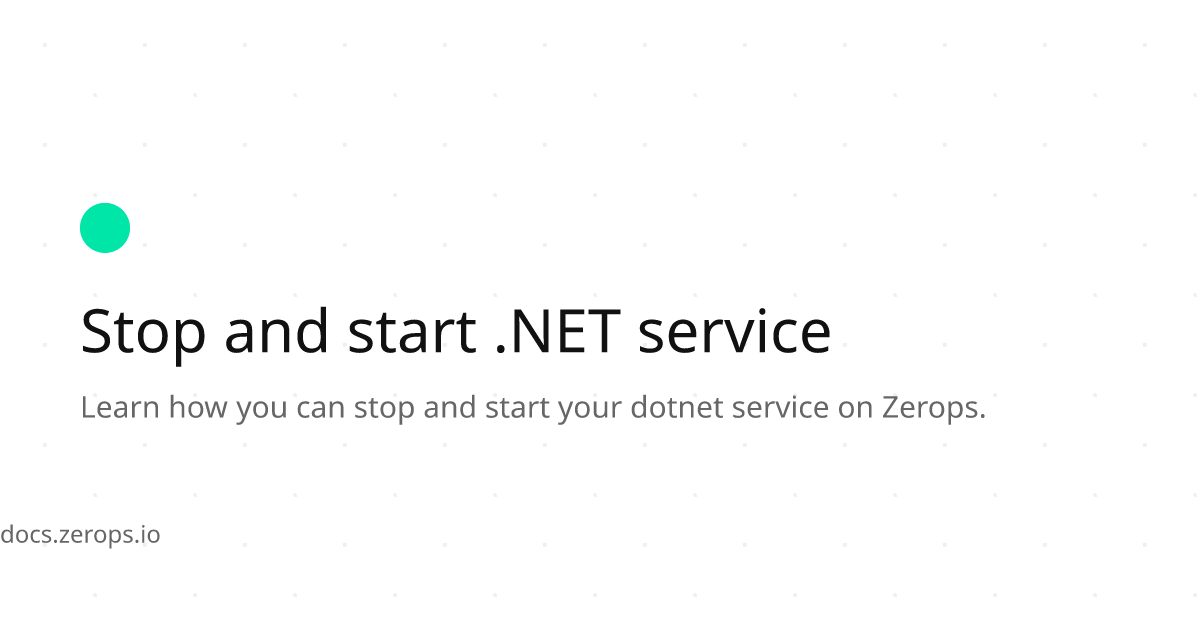 Stop and start .NET service
Learn how you can stop and start your dotnet service on Zerops.
docs.zerops.io